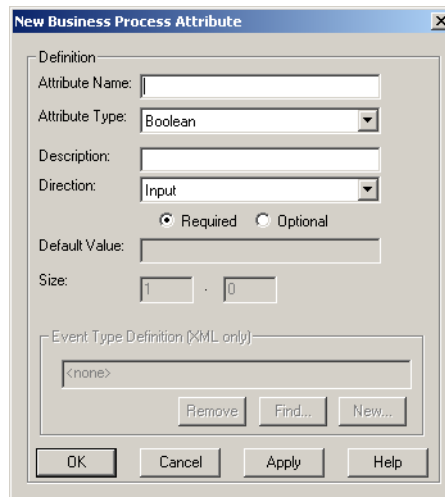 New Business Process Attribute
Definition
Attribute Name:
Attribute Type: Boolean
Description:
Direction: Input
Required Optional
Default Value:
Size: 1 . 0
Event Type Definition (XML only)
<none>
Remove Find... New...
OK Cancel Apply Help